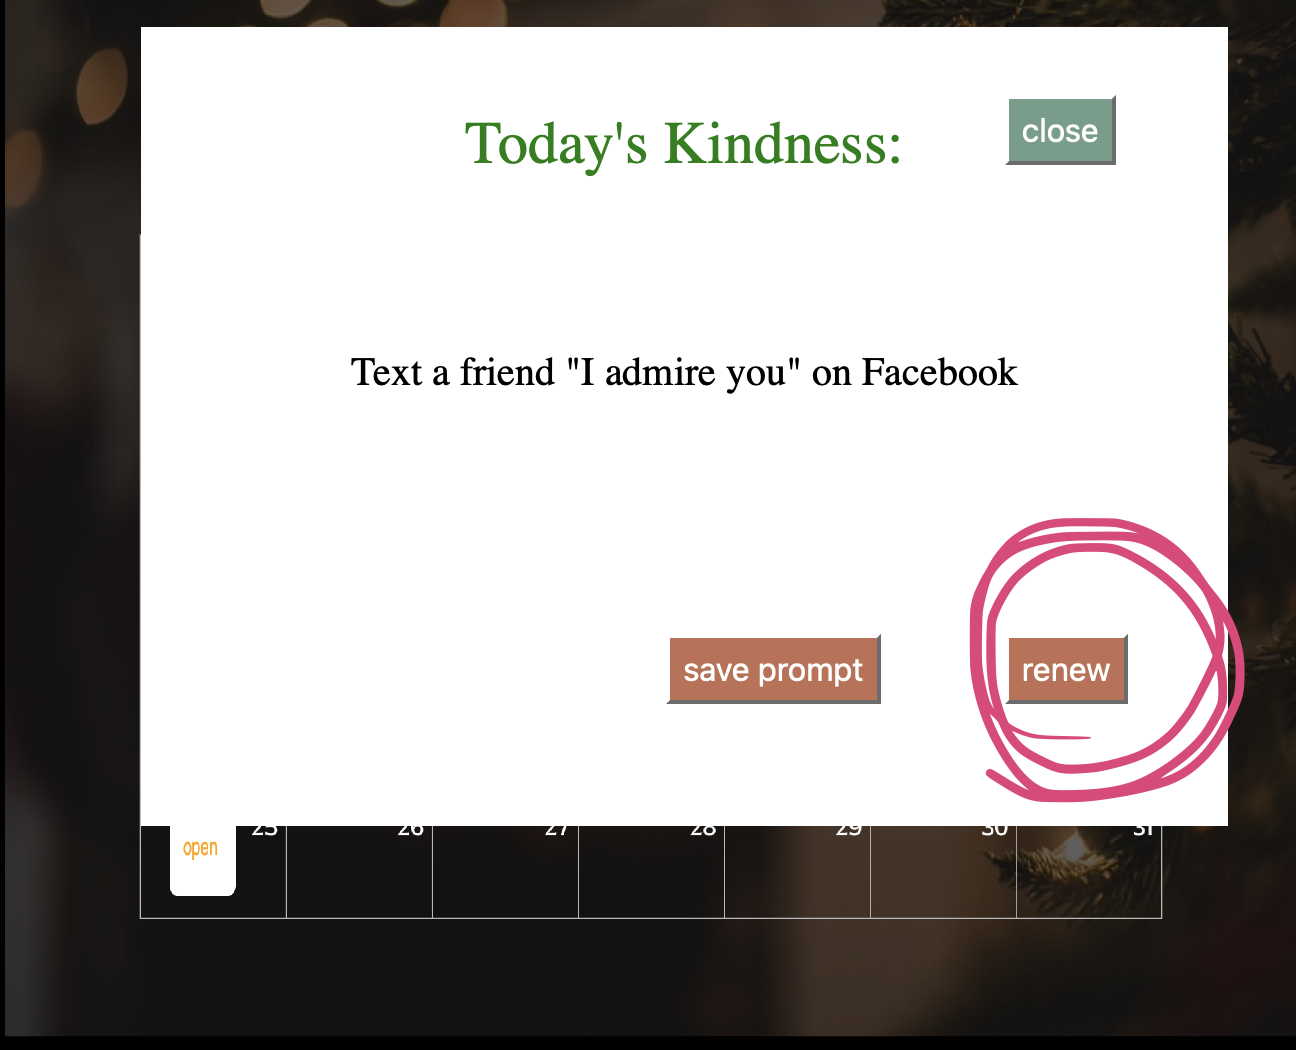 Today's Kindness:
close
Text a friend "I admire you" on Facebook
save prompt
renew
25 26 27 28 29 30 31
open